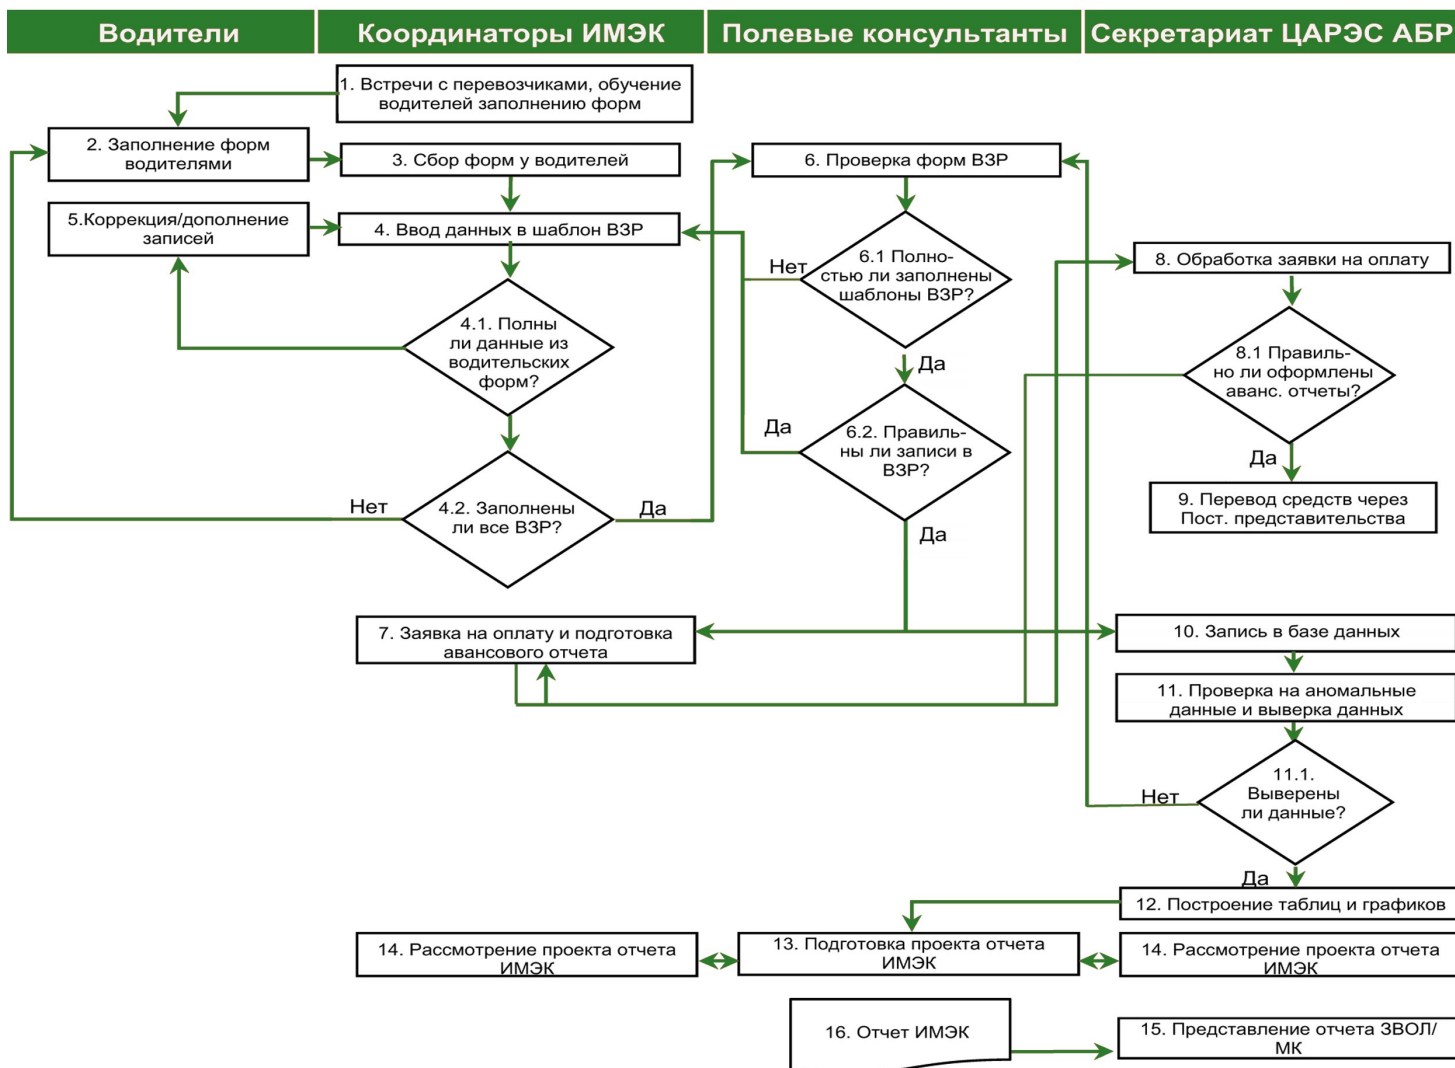 Водители
Координаторы ИМЭК
Полевые консультанты
Секретариат ЦАРЭС АБР
1. Встречи с перевозчиками, обучение
водителей заполнению форм
2. Заполнение форм
водителями
3. Сбор форм у водителей
6. Проверка форм ВЗР
5.Коррекция/дополнение
записей
4. Ввод данных в шаблон ВЗР
6.1 Полно-
стью ли заполнены
шаблоны ВЗР?
Нет
8. Обработка заявки на оплату
4.1. Полны
ли данные из
водительских
форм?
Да
8.1 Правиль-
но ли оформлены
аванс. отчеты?
Да
6.2. Правиль-
ны ли записи в
ВЗР?
Да
Нет
4.2. Заполнены
ли все ВЗР?
Да
Да
9. Перевод средств через
Пост. представительства
7. Заявка на оплату и подготовка
авансового отчета
10. Запись в базе данных
11. Проверка на аномальные
данные и выверка данных
11.1.
Выверены
ли данные?
Нет
Да
12. Построение таблиц и графиков
14. Рассмотрение проекта отчета
ИМЭК
13. Подготовка проекта отчета
ИМЭК
14. Рассмотрение проекта отчета
ИМЭК
16. Отчет ИМЭК
15. Представление отчета ЗВОЛ/
МК